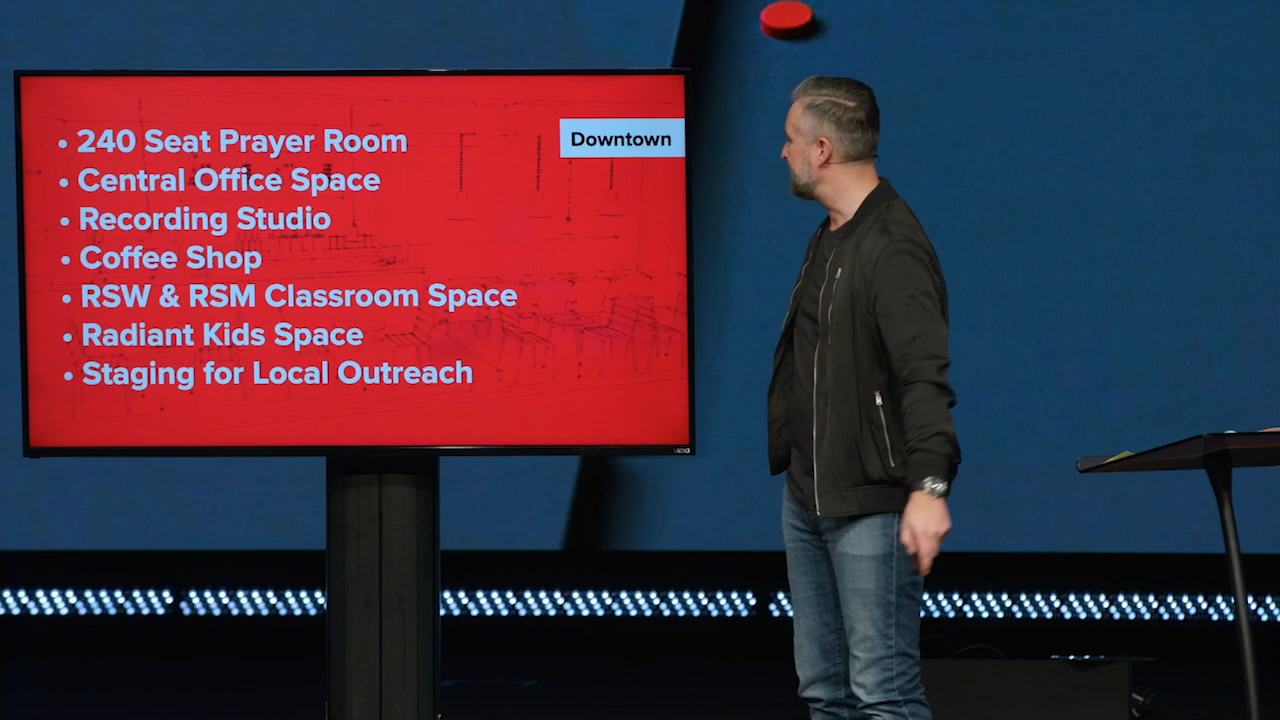 • 240 Seat Prayer Room
Downtown
• Central Office Space
• Recording Studio
• Coffee Shop
• RSW & RSM Classroom Space
• Radiant Kids Space
• Staging for Local Outreach
VIZIO